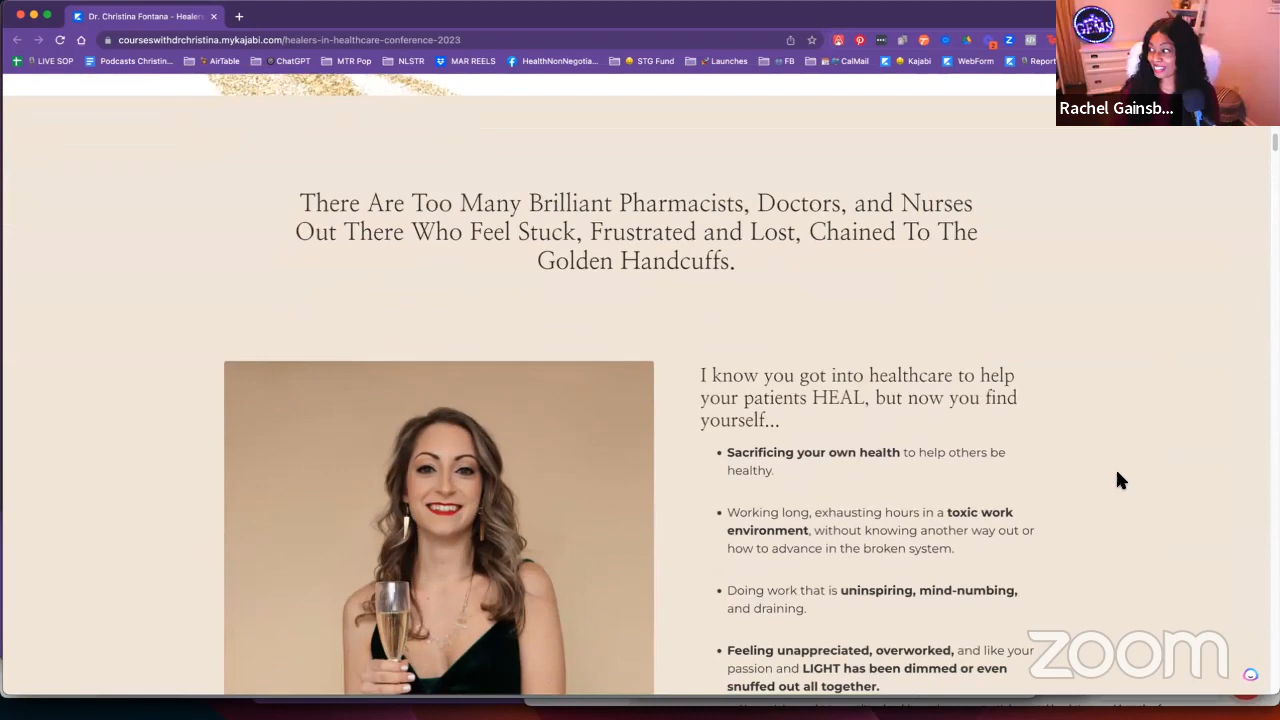 Dr. Christina Fontana - Healers
courseswithdrchristina.mykajabi.com/healers-in-healthcare-conference-2023
LIVE SOP
Podcasts Christin...
AirTable
ChatGPT
MTR Pop
NLSTR
MAR REELS
HealthNonNegotia...
STG Fund
Launches
FB
CalMail
Kajabi
WebForm
Report
GEMS
Rachel Gainsb...
There Are Too Many Brilliant Pharmacists, Doctors, and Nurses
Out There Who Feel Stuck, Frustrated and Lost, Chained To The
Golden Handcuffs.
I know you got into healthcare to help
your patients HEAL, but now you find
yourself...
• Sacrificing your own health to help others be
healthy.
• Working long, exhausting hours in a toxic work
environment, without knowing another way out or
how to advance in the broken system.
• Doing work that is uninspiring, mind-numbing,
and draining.
• Feeling unappreciated, overworked, and like your
passion and LIGHT has been dimmed or even
snuffed out all together.
zoom